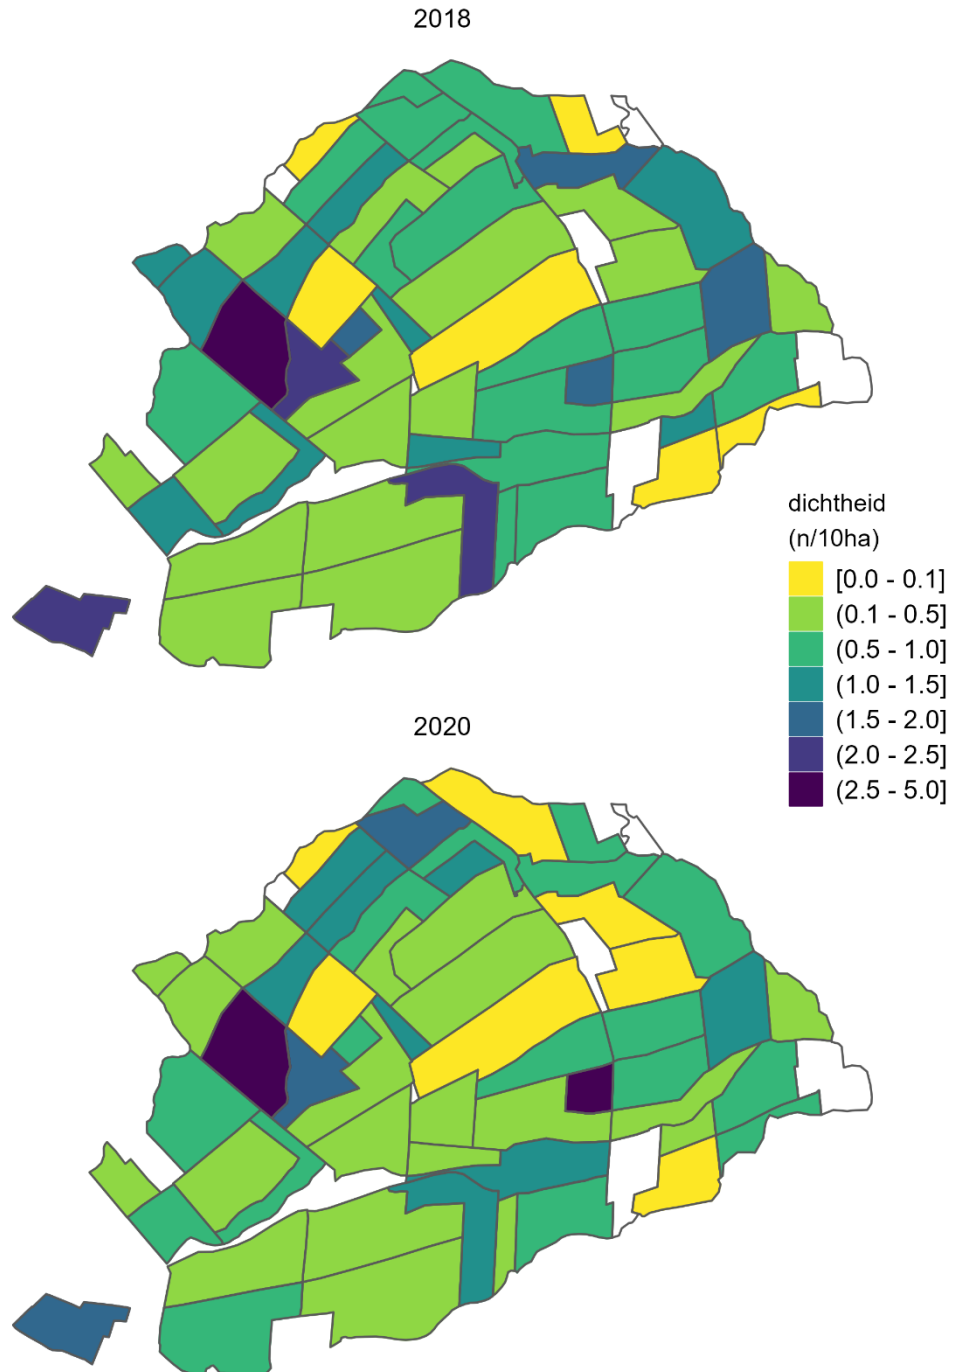 2018
dichtheid
(n/10ha)
[0.0 - 0.1]
(0.1 - 0.5]
(0.5 - 1.0]
(1.0 - 1.5]
(1.5 - 2.0]
(2.0 - 2.5]
(2.5 - 5.0]
2020